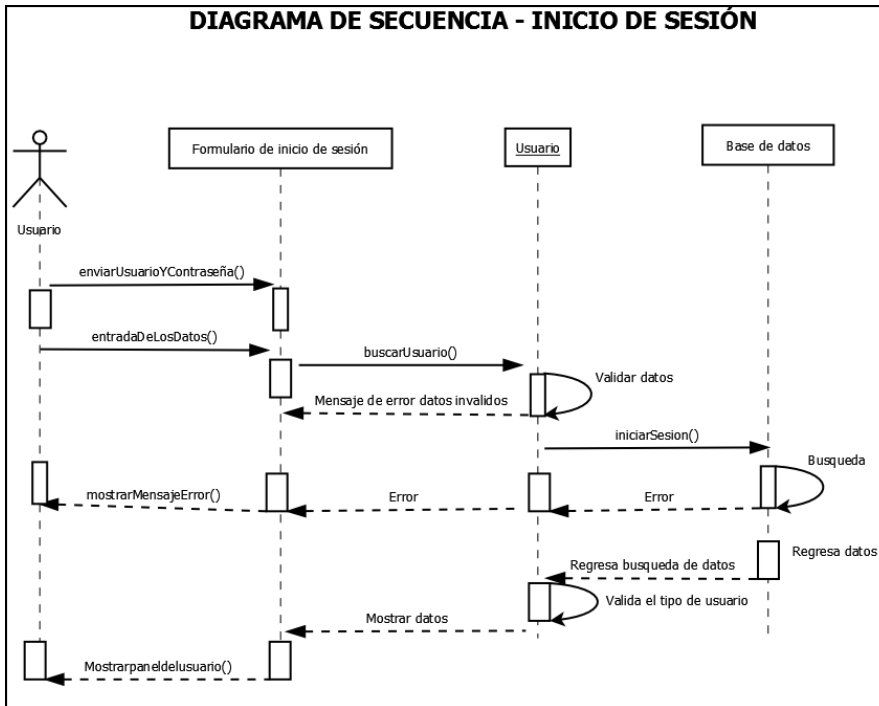 DIAGRAMA DE SECUENCIA - INICIO DE SESIÓN
Formulario de inicio de sesión
Usuario
Base de datos
Usuario
enviarUsuarioYContraseña()
entradaDeLosDatos()
buscarUsuario()
Validar datos
Mensaje de error datos invalidos
iniciarSesion()
Busqueda
mostrarMensajeError()
Error
Error
Regresa datos
Regresa busqueda de datos
Valida el tipo de usuario
Mostrar datos
Mostrarpaneldelusuario()